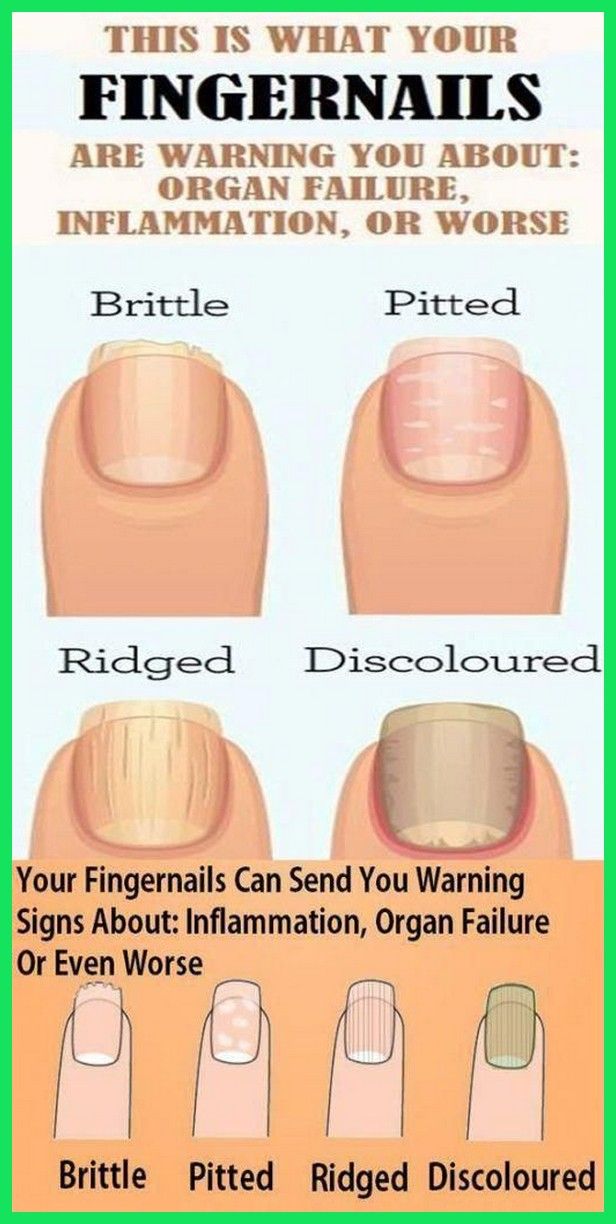 THIS IS WHAT YOUR
FINGERNAILS
ARE WARNING YOU ABOUT:
ORGAN FAILURE,
INFLAMMATION, OR WORSE
Brittle
Pitted
Ridged
Discoloured
Your Fingernails Can Send You Warning
Signs About: Inflammation, Organ Failure
Or Even Worse
Brittle
Pitted
Ridged
Discoloured